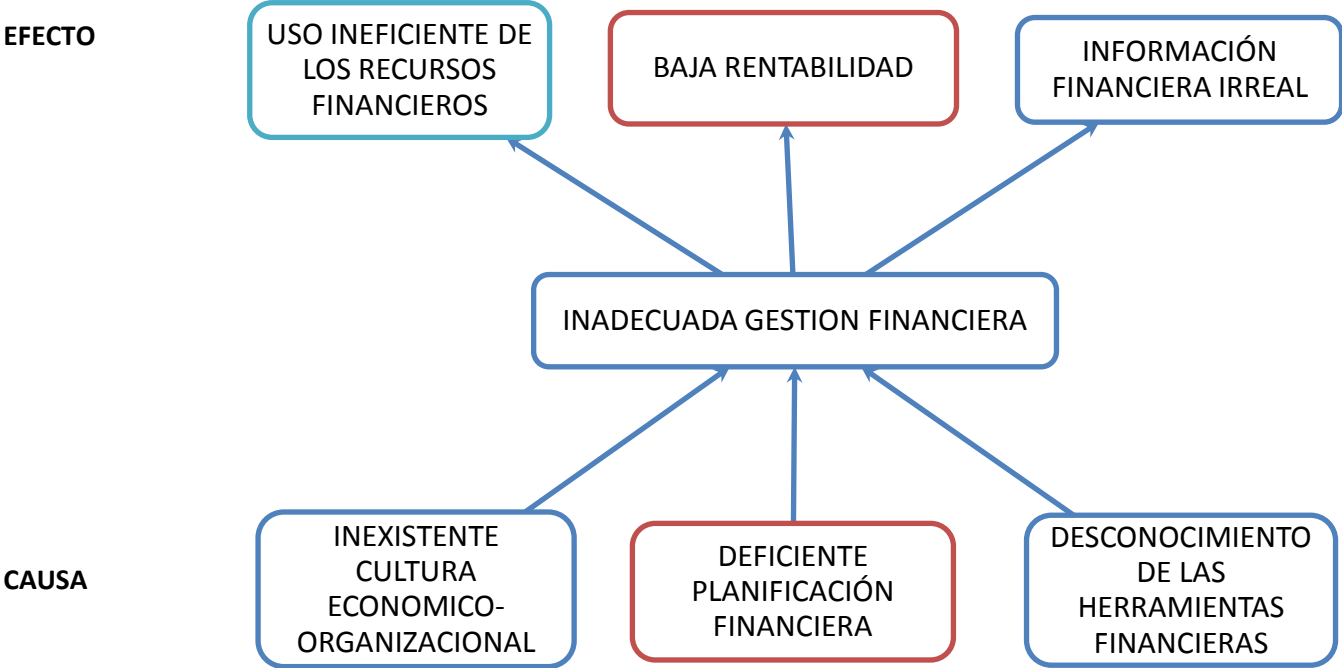 EFECTO
USO INEFICIENTE DE
LOS RECURSOS
FINANCIEROS
BAJA RENTABILIDAD
INFORMACIÓN
FINANCIERA IRREAL
INADECUADA GESTION FINANCIERA
CAUSA
INEXISTENTE
CULTURA
ECONOMICO-
ORGANIZACIONAL
DEFICIENTE
PLANIFICACIÓN
FINANCIERA
DESCONOCIMIENTO
DE LAS
HERRAMIENTAS
FINANCIERAS